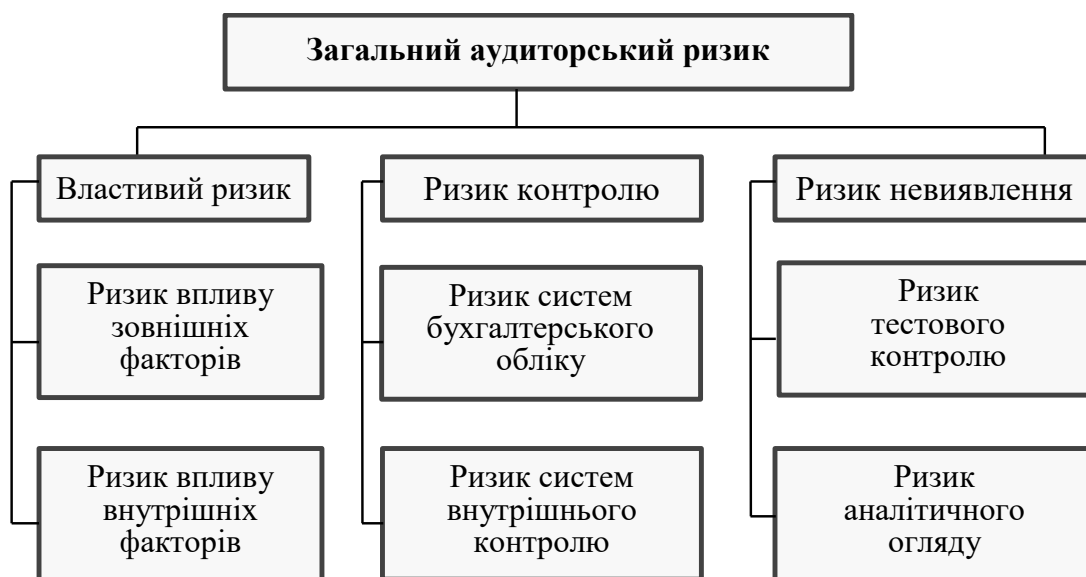 Загальний аудиторський ризик
Властивий ризик
Ризик контролю
Ризик невиявлення
Ризик впливу
зовнішніх
факторів
Ризик систем
бухгалтерського
обліку
Ризик
тестового
контролю
Ризик впливу
внутрішніх
факторів
Ризик систем
внутрішнього
контролю
Ризик
аналітичного
огляду